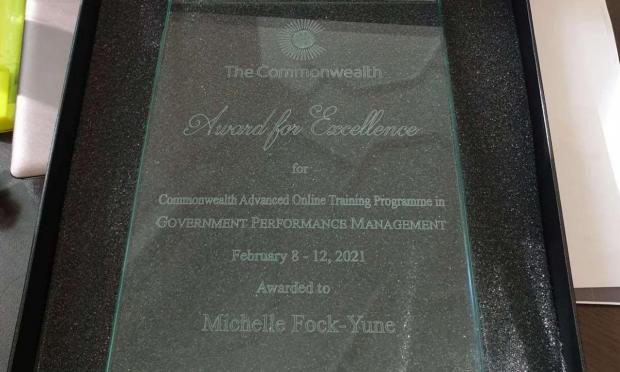 The Commonwealth
Award for Excellence
for
Commonwealth Advanced Online Training Programme in
GOVERNMENT PERFORMANCE MANAGEMENT
February 8 - 12, 2021
Awarded to
Michelle Fock-Yune